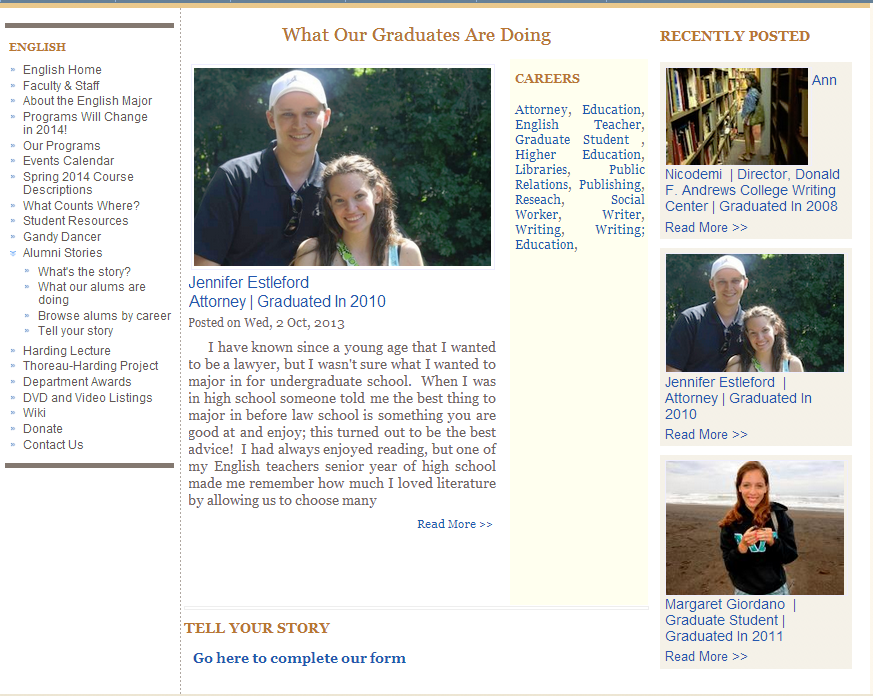 ENGLISH
English Home
Faculty & Staff
About the English Major
Programs Will Change
in 2014!
Our Programs
Events Calendar
Spring 2014 Course
Descriptions
What Counts Where?
Student Resources
Gandy Dancer
Alumni Stories
What's the story?
What our alums are
doing
Browse alums by career
Tell your story
Harding Lecture
Thoreau-Harding Project
Department Awards
DVD and Video Listings
Wiki
Donate
Contact Us
What Our Graduates Are Doing
Jennifer Estleford
Attorney | Graduated In 2010
Posted on Wed, 2 Oct, 2013
I have known since a young age that I wanted
to be a lawyer, but I wasn't sure what I wanted to
major in for undergraduate school. When I was
in high school someone told me the best thing to
major in before law school is something you are
good at and enjoy; this turned out to be the best
advice! I had always enjoyed reading, but one of
my English teachers senior year of high school
made me remember how much I loved literature
by allowing us to choose many
Read More >>
CAREERS
Attorney, Education,
English Teacher,
Graduate Student ,
Higher Education,
Libraries, Public
Relations, Publishing,
Reseach, Social
Worker, Writer,
Writing, Writing;
Education,
TELL YOUR STORY
Go here to complete our form
RECENTLY POSTED
Ann
Nicodemi | Director, Donald
F. Andrews College Writing
Center | Graduated In 2008
Read More >>
Jennifer Estleford |
Attorney | Graduated In
2010
Read More >>
Margaret Giordano |
Graduate Student |
Graduated In 2011
Read More >>